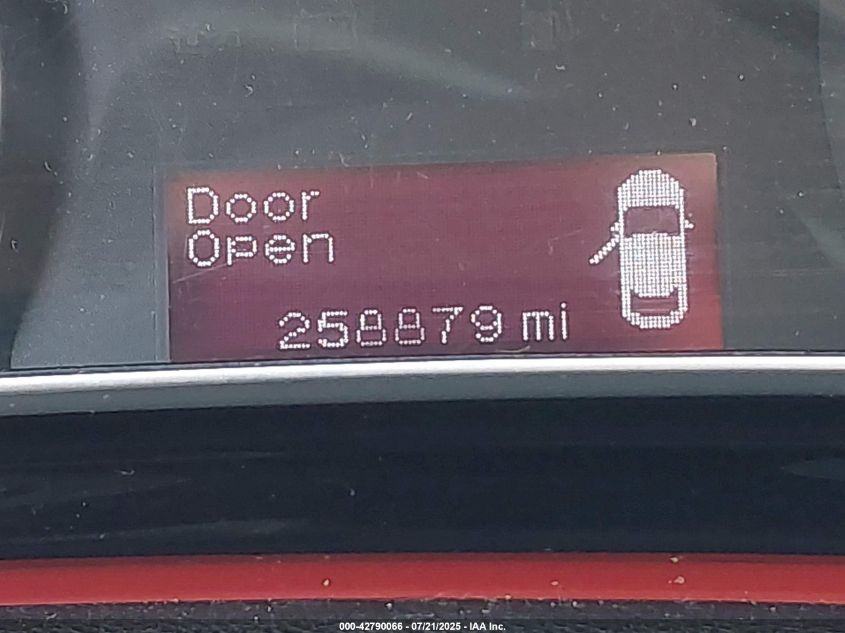 Door
Open
258879 mi
000-42790066 - 07/21/2025 - IAA Inc.